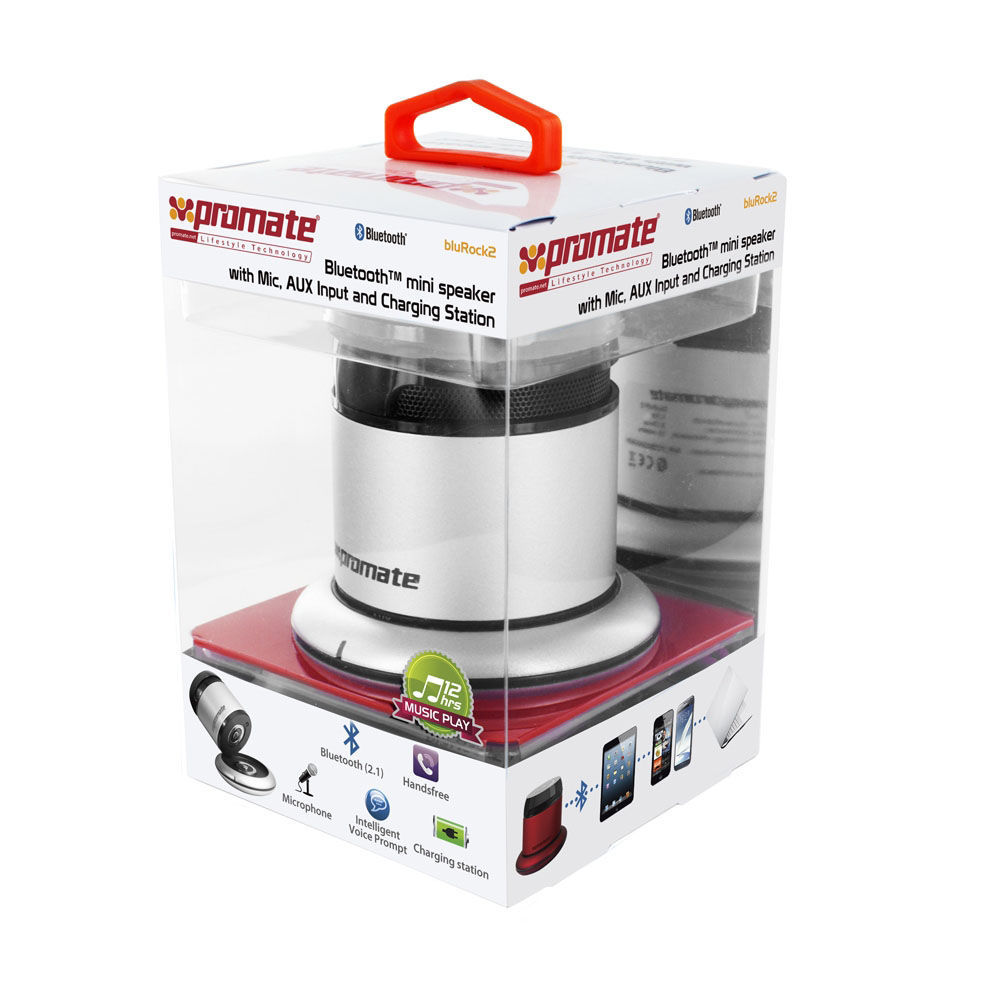 promate®
promate.net Lifestyle Technology
Bluetooth®
bluRock2
Bluetooth™ mini speaker
with Mic, AUX Input and Charging Station
promate®
promate.net Lifestyle Technology
Bluetooth®
bluRock2
Bluetooth™ mini speaker
with Mic, AUX Input and Charging Station
promate
12
hrs
MUSIC PLAY
Bluetooth (2.1)
Handsfree
Microphone
Intelligent
Voice Prompt
Charging station